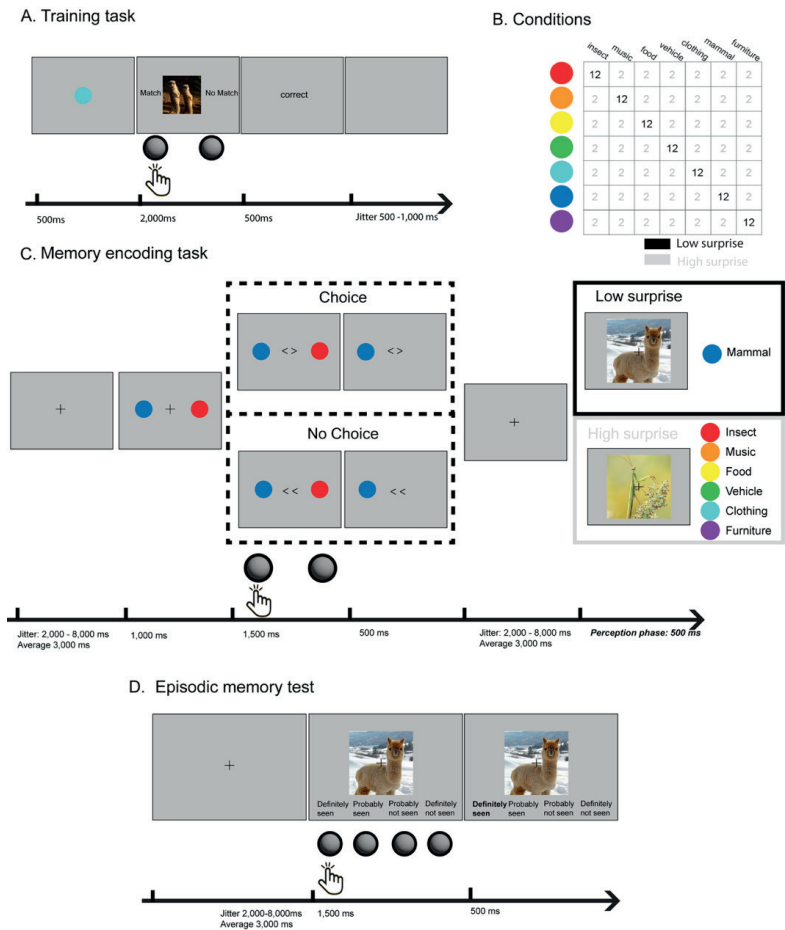 A. Training task
Match
No Match
correct
500ms
2,000ms
500ms
Jitter 500 -1,000 ms
B. Conditions
insect music food vehicle clothing mammal furniture
12 2 2 2 2 2 2
2 12 2 2 2 2 2
2 2 12 2 2 2 2
2 2 2 12 2 2 2
2 2 2 2 12 2 2
2 2 2 2 2 12 2
2 2 2 2 2 2 12
Low surprise
High surprise
C. Memory encoding task
Choice
< >
< >
No Choice
< <
< <
Low surprise
Mammal
High surprise
Insect
Music
Food
Vehicle
Clothing
Furniture
Jitter: 2,000 - 8,000 ms
Average 3,000 ms
1,000 ms
1,500 ms
500 ms
Jitter: 2,000 - 8,000 ms
Average 3,000 ms
Perception phase: 500 ms
D. Episodic memory test
Definitely seen
Probably seen
Probably not seen
Definitely not seen
Definitely seen
Probably seen
Probably not seen
Definitely not seen
Jitter 2,000-8,000ms
Average 3,000 ms
1,500 ms
500 ms